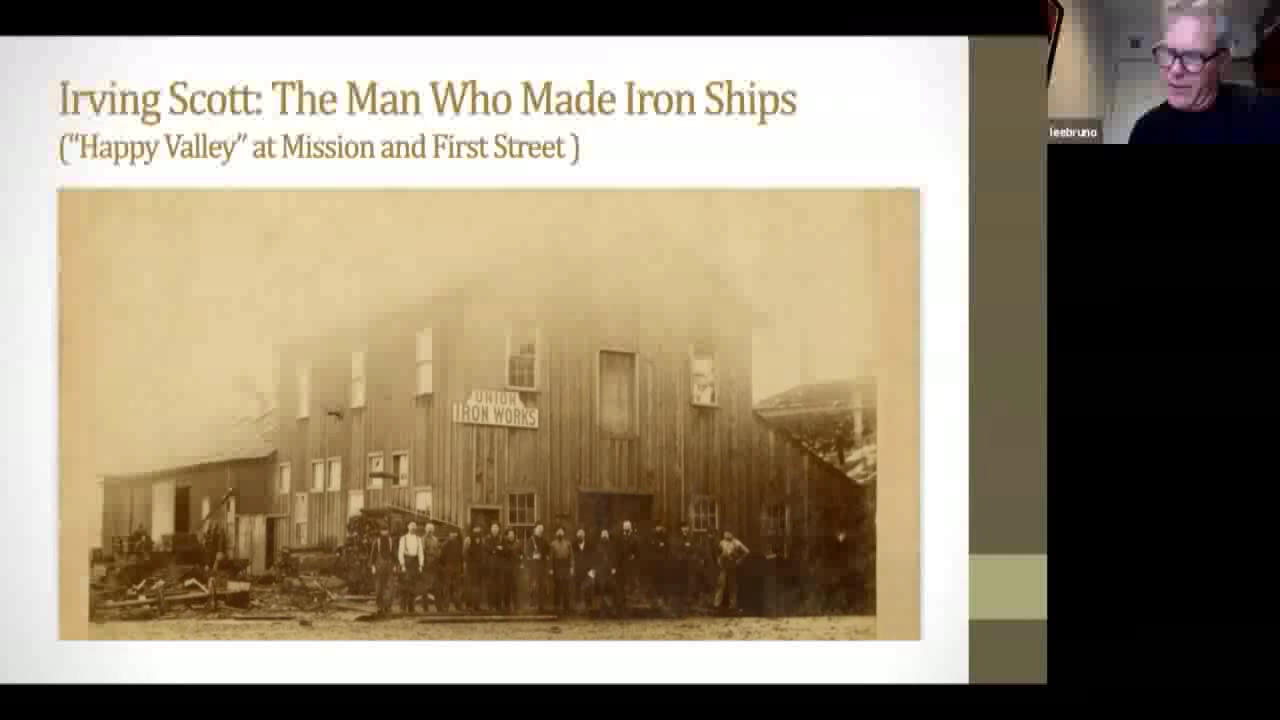 Irving Scott: The Man Who Made Iron Ships
("Happy Valley" at Mission and First Street )
leebruno
UNION
IRON WORKS